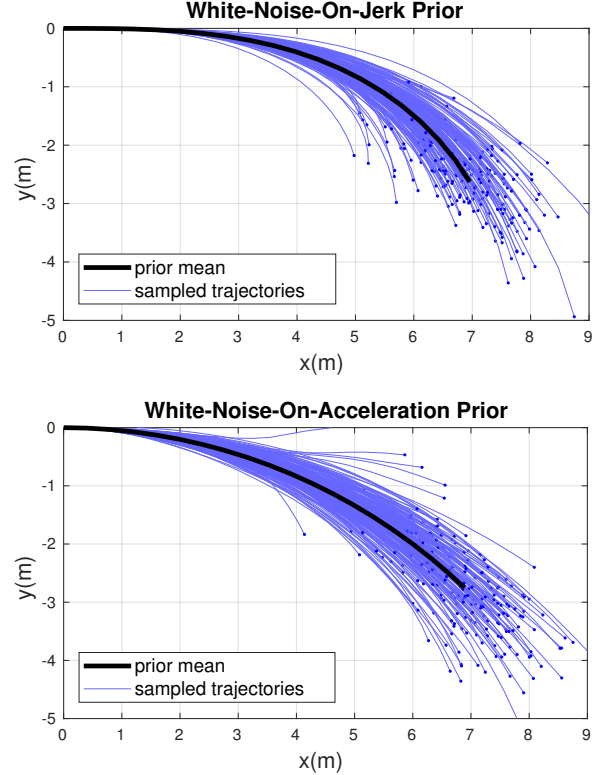 White-Noise-On-Jerk Prior
0
-1
-2
-3
-4
-5
y(m)
prior mean
sampled trajectories
0 1 2 3 4 5 6 7 8 9
x(m)
White-Noise-On-Acceleration Prior
0
-1
-2
-3
-4
-5
y(m)
prior mean
sampled trajectories
0 1 2 3 4 5 6 7 8 9
x(m)